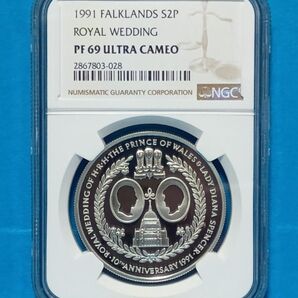 1991 FALKLANDS S2P
ROYAL WEDDING
PF 69 ULTRA CAMEO
2867803-028
NUMISMATIC GUARANTY CORPORATION
NGC
ROYAL WEDDING OF H·R·H·THE PRINCE OF WALES & LADY DIANA SPENCER·
10TH ANNIVERSARY 1991